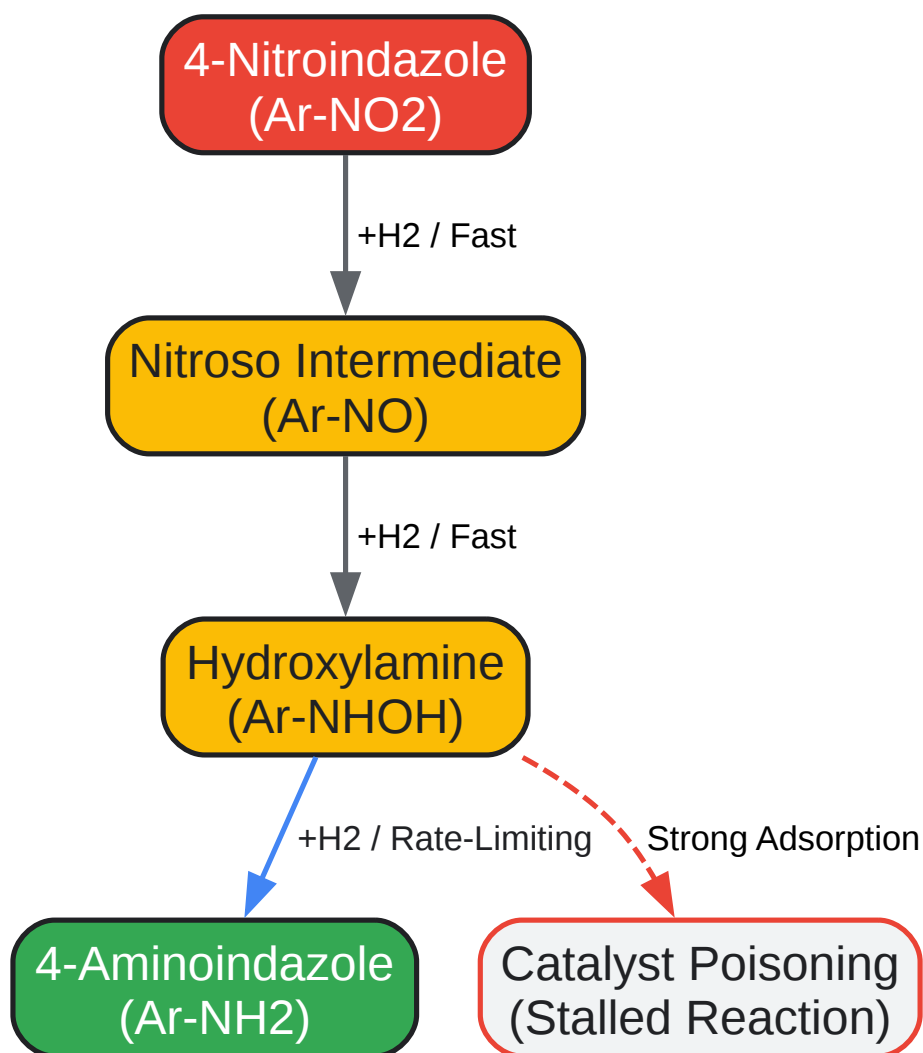 4-Nitroindazole
(Ar-NO2)
+H2 / Fast
Nitroso Intermediate
(Ar-NO)
+H2 / Fast
Hydroxylamine
(Ar-NHOH)
+H2 / Rate-Limiting
Strong Adsorption
4-Aminoindazole
(Ar-NH2)
Catalyst Poisoning
(Stalled Reaction)